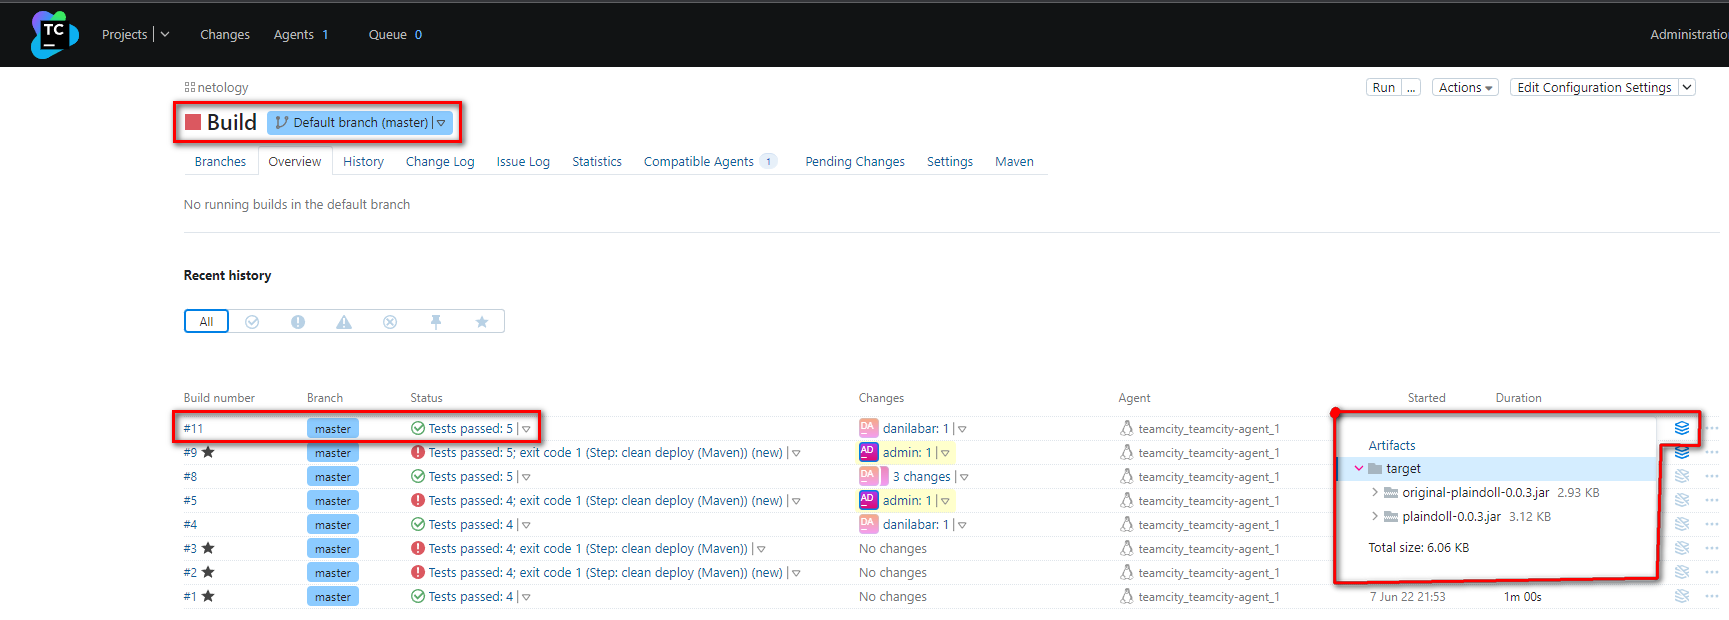 TC
Projects Changes Agents 1 Queue 0 Administratio
netology
Run ... Actions Edit Configuration Settings
Build Default branch (master)
Branches Overview History Change Log Issue Log Statistics Compatible Agents 1 Pending Changes Settings Maven
No running builds in the default branch
Recent history
All
Build number Branch Status Changes Agent Started Duration
#11 master Tests passed: 5 DA danilabar: 1 teamcity_teamcity-agent_1
#9 master Tests passed: 5; exit code 1 (Step: clean deploy (Maven)) (new) AD admin: 1 teamcity_teamcity-agent_1
#8 master Tests passed: 5 DA 3 changes teamcity_teamcity-agent_1
#5 master Tests passed: 4; exit code 1 (Step: clean deploy (Maven)) (new) AD admin: 1 teamcity_teamcity-agent_1
#4 master Tests passed: 4 DA danilabar: 1 teamcity_teamcity-agent_1
#3 master Tests passed: 4; exit code 1 (Step: clean deploy (Maven)) No changes teamcity_teamcity-agent_1
#2 master Tests passed: 4; exit code 1 (Step: clean deploy (Maven)) (new) No changes teamcity_teamcity-agent_1
#1 master Tests passed: 4 No changes teamcity_teamcity-agent_1 7 Jun 22 21:53 1m 00s
Artifacts
target
original-plaindoll-0.0.3.jar 2.93 KB
plaindoll-0.0.3.jar 3.12 KB
Total size: 6.06 KB